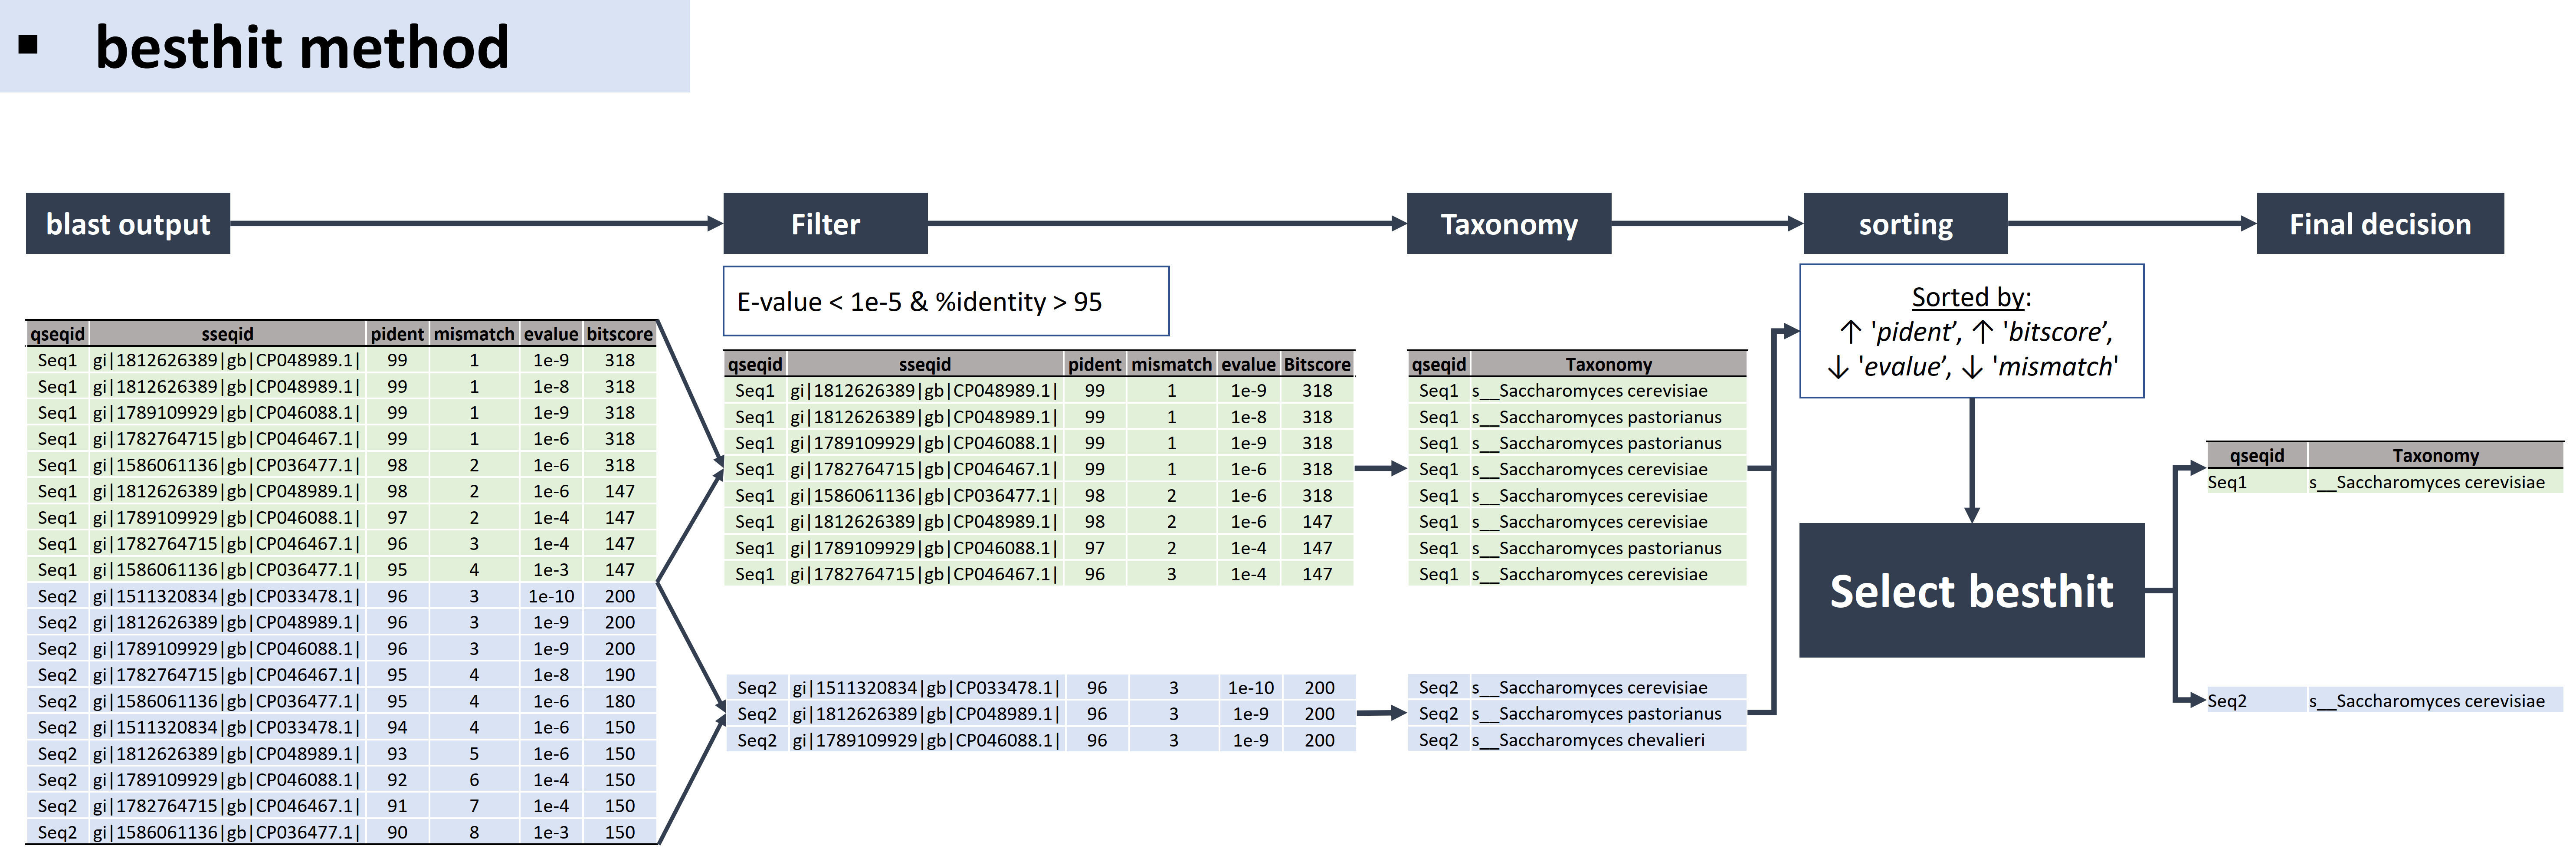 ▪ besthit method
blast output
Filter
Taxonomy
sorting
Final decision
E-value < 1e-5 & %identity > 95
Sorted by:
↑ 'pident’, ↑ 'bitscore’,
↓ 'evalue’, ↓ 'mismatch'
qseqid sseqid pident mismatch evalue bitscore
Seq1 gi|1812626389|gb|CP048989.1| 99 1 1e-9 318
Seq1 gi|1812626389|gb|CP048989.1| 99 1 1e-8 318
Seq1 gi|1789109929|gb|CP046088.1| 99 1 1e-9 318
Seq1 gi|1782764715|gb|CP046467.1| 99 1 1e-6 318
Seq1 gi|1586061136|gb|CP036477.1| 98 2 1e-6 318
Seq1 gi|1812626389|gb|CP048989.1| 98 2 1e-6 147
Seq1 gi|1789109929|gb|CP046088.1| 97 2 1e-4 147
Seq1 gi|1782764715|gb|CP046467.1| 96 3 1e-4 147
Seq1 gi|1586061136|gb|CP036477.1| 95 4 1e-3 147
Seq2 gi|1511320834|gb|CP033478.1| 96 3 1e-10 200
Seq2 gi|1812626389|gb|CP048989.1| 96 3 1e-9 200
Seq2 gi|1789109929|gb|CP046088.1| 96 3 1e-9 200
Seq2 gi|1782764715|gb|CP046467.1| 95 4 1e-8 190
Seq2 gi|1586061136|gb|CP036477.1| 95 4 1e-6 180
Seq2 gi|1511320834|gb|CP033478.1| 94 4 1e-6 150
Seq2 gi|1812626389|gb|CP048989.1| 93 5 1e-6 150
Seq2 gi|1789109929|gb|CP046088.1| 92 6 1e-4 150
Seq2 gi|1782764715|gb|CP046467.1| 91 7 1e-4 150
Seq2 gi|1586061136|gb|CP036477.1| 90 8 1e-3 150
qseqid sseqid pident mismatch evalue Bitscore
Seq1 gi|1812626389|gb|CP048989.1| 99 1 1e-9 318
Seq1 gi|1812626389|gb|CP048989.1| 99 1 1e-8 318
Seq1 gi|1789109929|gb|CP046088.1| 99 1 1e-9 318
Seq1 gi|1782764715|gb|CP046467.1| 99 1 1e-6 318
Seq1 gi|1586061136|gb|CP036477.1| 98 2 1e-6 318
Seq1 gi|1812626389|gb|CP048989.1| 98 2 1e-6 147
Seq1 gi|1789109929|gb|CP046088.1| 97 2 1e-4 147
Seq1 gi|1782764715|gb|CP046467.1| 96 3 1e-4 147
Seq2 gi|1511320834|gb|CP033478.1| 96 3 1e-10 200
Seq2 gi|1812626389|gb|CP048989.1| 96 3 1e-9 200
Seq2 gi|1789109929|gb|CP046088.1| 96 3 1e-9 200
qseqid Taxonomy
Seq1 s__Saccharomyces cerevisiae
Seq1 s__Saccharomyces pastorianus
Seq1 s__Saccharomyces pastorianus
Seq1 s__Saccharomyces cerevisiae
Seq1 s__Saccharomyces cerevisiae
Seq1 s__Saccharomyces cerevisiae
Seq1 s__Saccharomyces pastorianus
Seq1 s__Saccharomyces cerevisiae
Seq2 s__Saccharomyces cerevisiae
Seq2 s__Saccharomyces pastorianus
Seq2 s__Saccharomyces chevalieri
Select besthit
qseqid Taxonomy
Seq1 s__Saccharomyces cerevisiae
Seq2 s__Saccharomyces cerevisiae